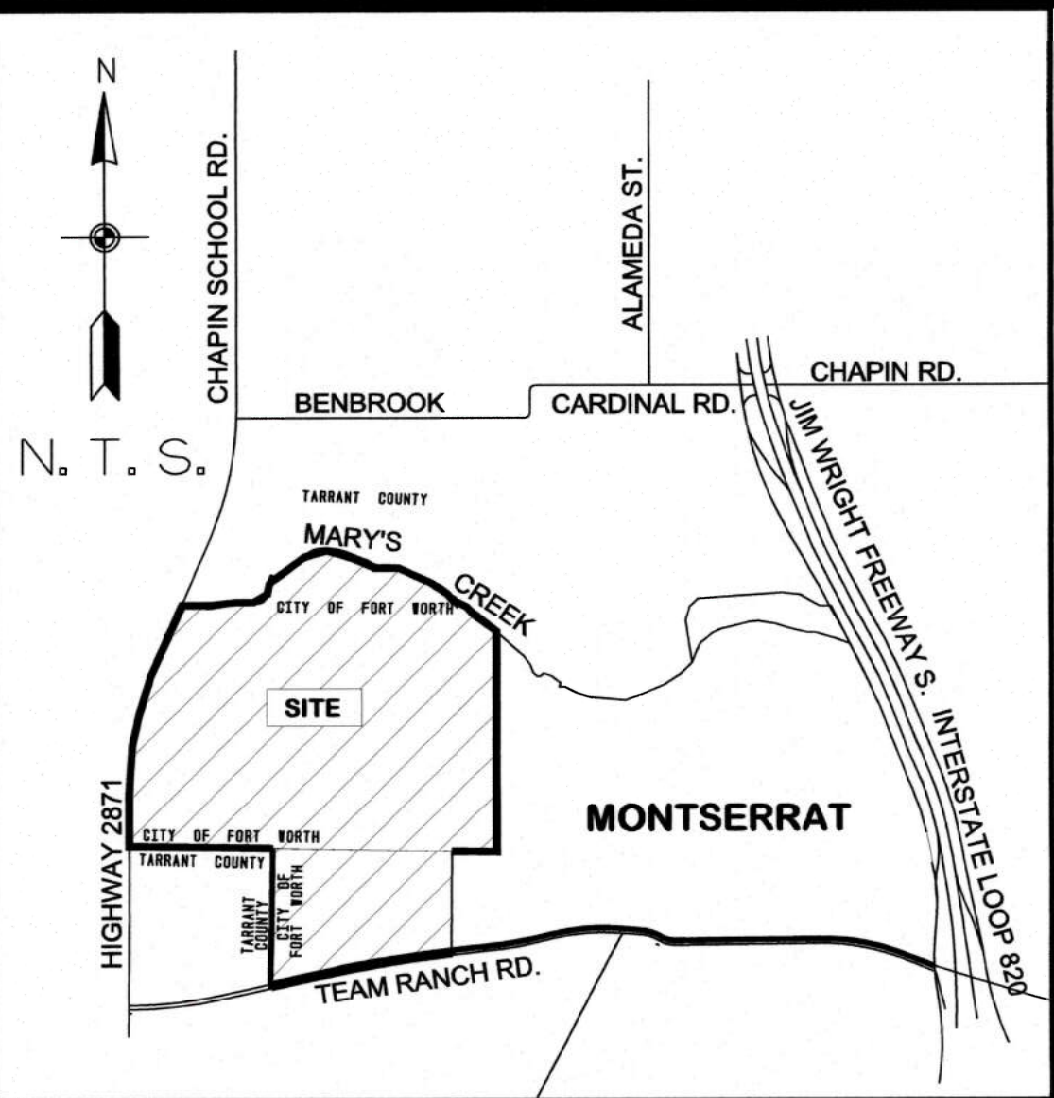 N
CHAPIN SCHOOL RD.
ALAMEDA ST.
CHAPIN RD.
BENBROOK
CARDINAL RD.
N. T. S.
JIM WRIGHT FREEWAY S. INTERSTATE LOOP 820
TARRANT COUNTY
MARY'S
CREEK
CITY OF FORT WORTH
SITE
MONTSERRAT
HIGHWAY 2871
CITY OF FORT WORTH
TARRANT COUNTY
TARRANT
COUNTY
CITY OF
FORT WORTH
TEAM RANCH RD.